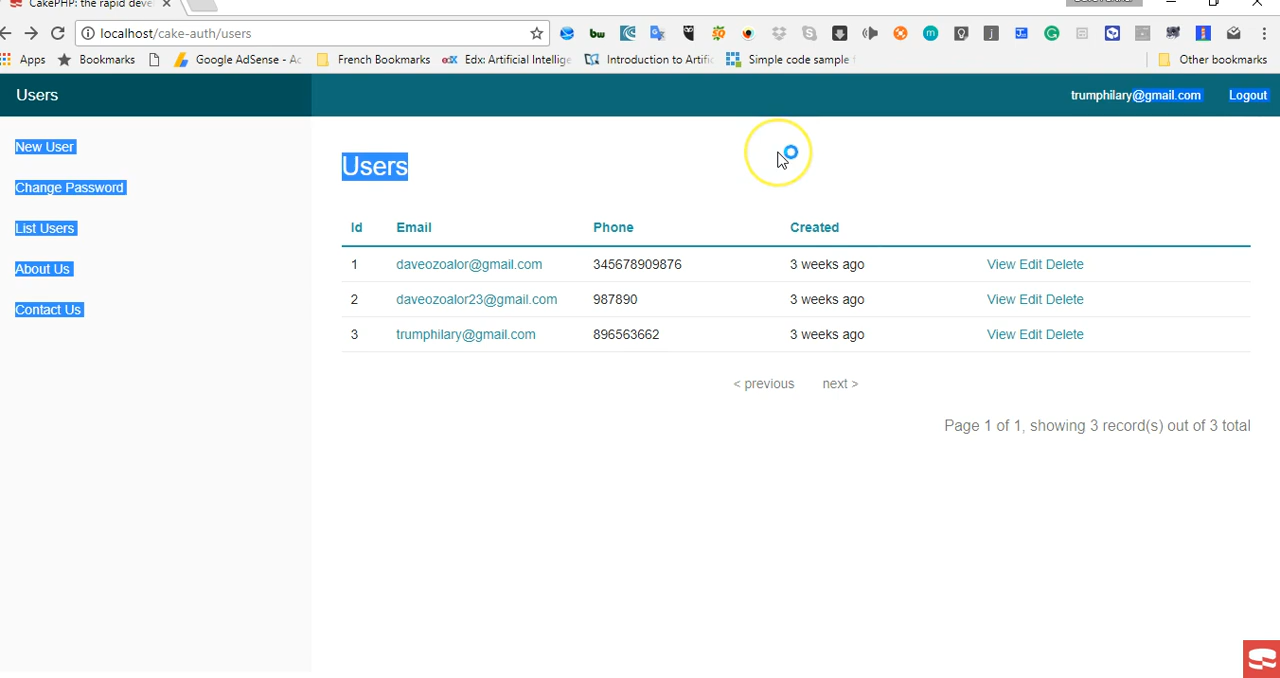 CakePHP: the rapid deve
localhost/cake-auth/users
Apps Bookmarks Google AdSense - Ac French Bookmarks Edx: Artificial Intellige Introduction to Artific Simple code sample f Other bookmarks
Users trumphilary@gmail.com Logout
New User
Change Password
List Users
About Us
Contact Us
Users
Id Email Phone Created
1 daveozoalor@gmail.com 345678909876 3 weeks ago View Edit Delete
2 daveozoalor23@gmail.com 987890 3 weeks ago View Edit Delete
3 trumphilary@gmail.com 896563662 3 weeks ago View Edit Delete
< previous next >
Page 1 of 1, showing 3 record(s) out of 3 total